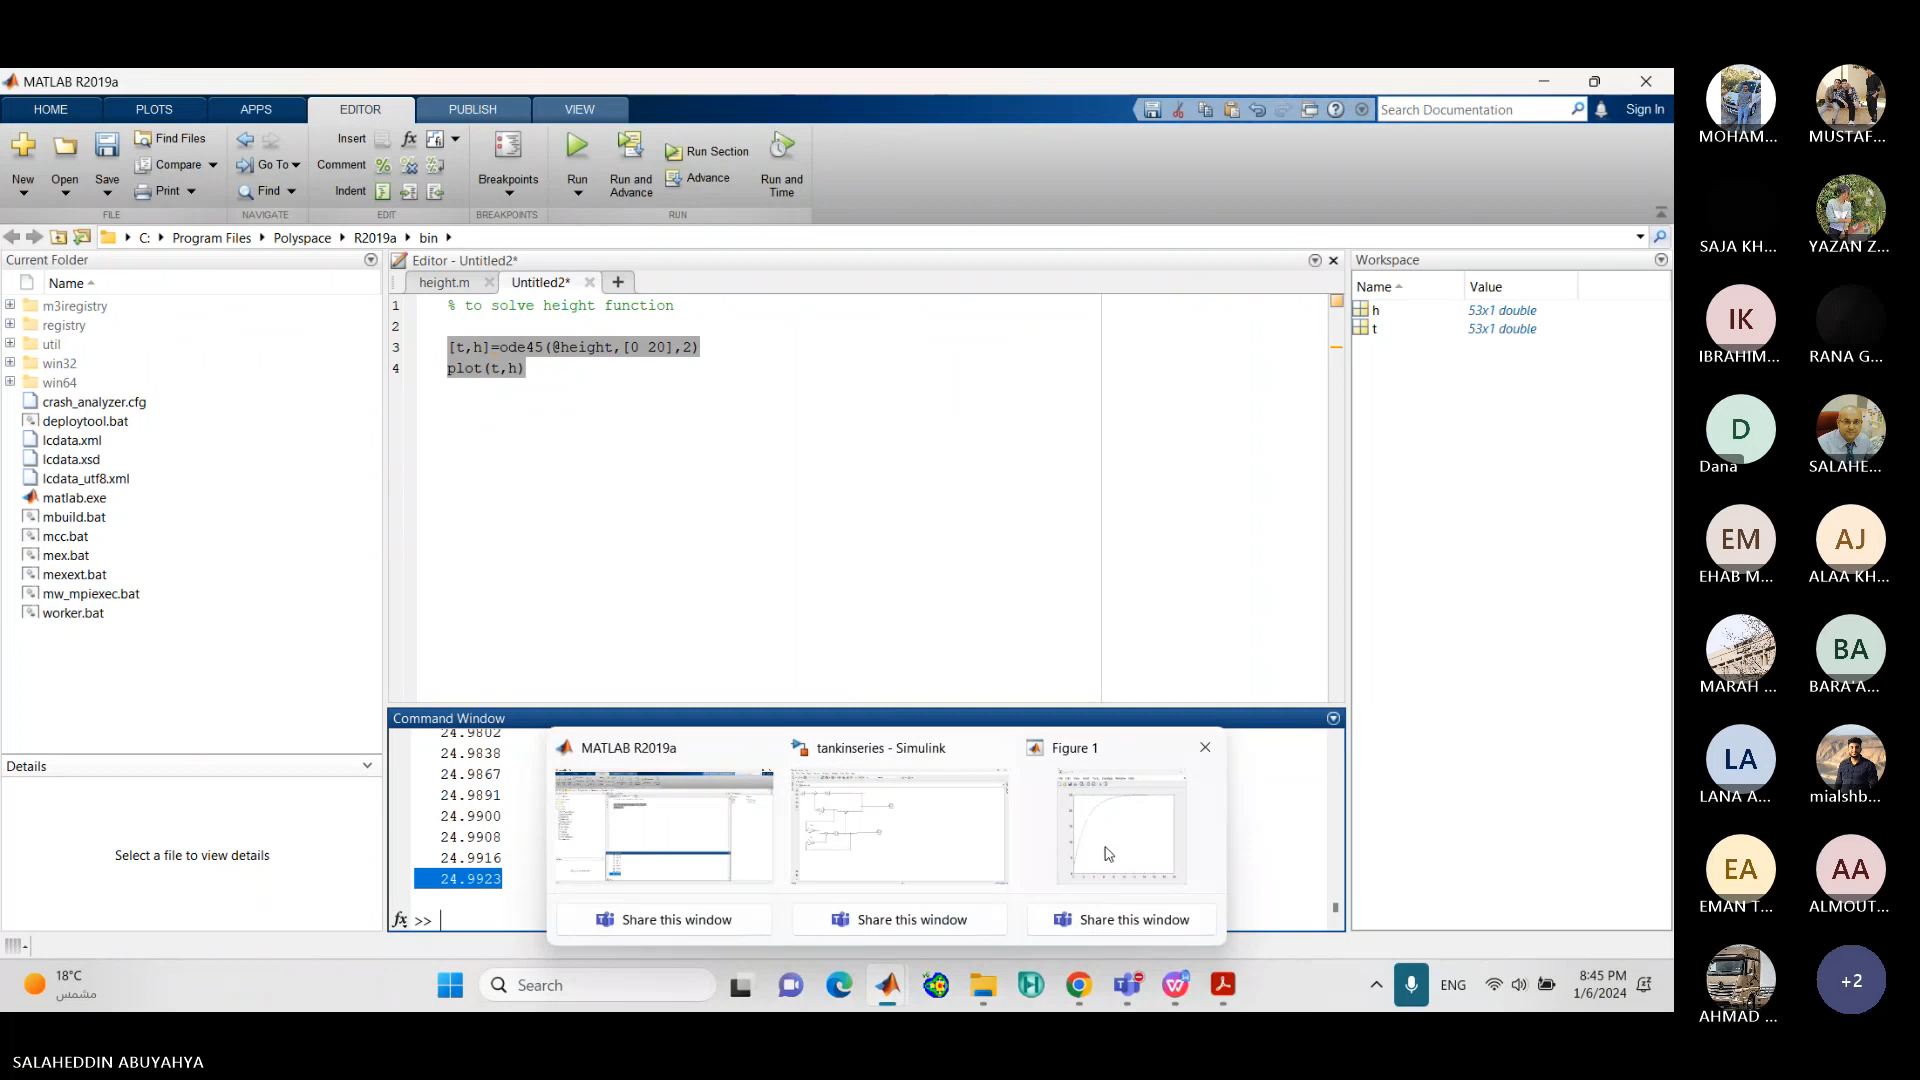 MATLAB R2019a
HOME PLOTS APPS EDITOR PUBLISH VIEW
Search Documentation
Sign In
New
Open
Save
Find Files
Compare
Print
FILE
Go To
Find
NAVIGATE
Insert
Comment
Indent
fx
EDIT
Breakpoints
BREAKPOINTS
Run
Run and
Advance
Run Section
Advance
Run and
Time
RUN
C: Program Files Polyspace R2019a bin
Current Folder
Name
m3iregistry
registry
util
win32
win64
crash_analyzer.cfg
deploytool.bat
lcdata.xml
lcdata.xsd
lcdata_utf8.xml
matlab.exe
mbuild.bat
mcc.bat
mex.bat
mexext.bat
mw_mpiexec.bat
worker.bat
Details
Select a file to view details
Editor - Untitled2*
height.m Untitled2* +
1 % to solve height function
2
3 [t,h]=ode45(@height,[0 20],2)
4 plot(t,h)
Command Window
24.9802
24.9838
24.9867
24.9891
24.9900
24.9908
24.9916
24.9923
fx >>
MATLAB R2019a
tankinseries - Simulink
Figure 1
Share this window
Share this window
Share this window
Workspace
Name Value
h 53x1 double
t 53x1 double
18°C
مشمس
Search
ENG
8:45 PM
1/6/2024
MOHAM...
MUSTAF...
SAJA KH...
YAZAN Z...
IK
IBRAHIM...
RANA G...
D
Dana
SALAHE...
EM
EHAB M...
AJ
ALAA KH...
MARAH ...
BA
BARA'A...
LA
LANA A...
mialshb...
EA
EMAN T...
AA
ALMOUT...
AHMAD ...
+2
SALAHEDDIN ABUYAHYA